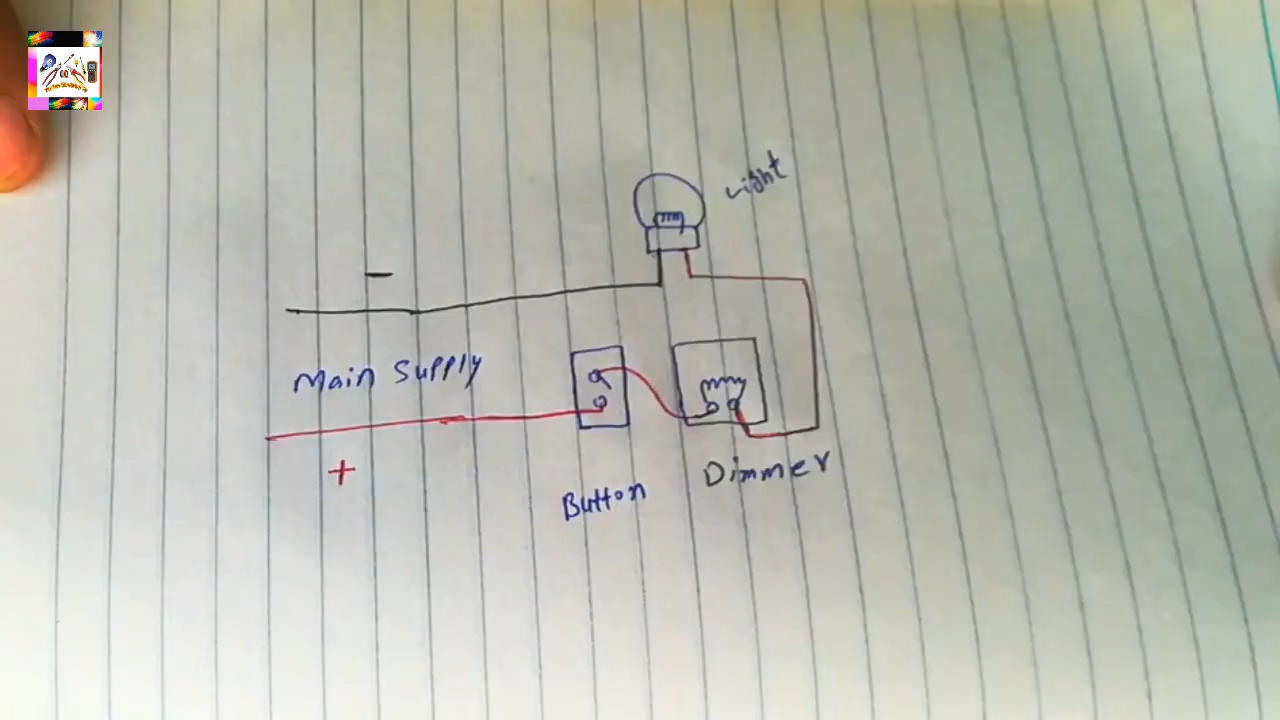 Light
−
Main Supply
+
Dimmer
Button